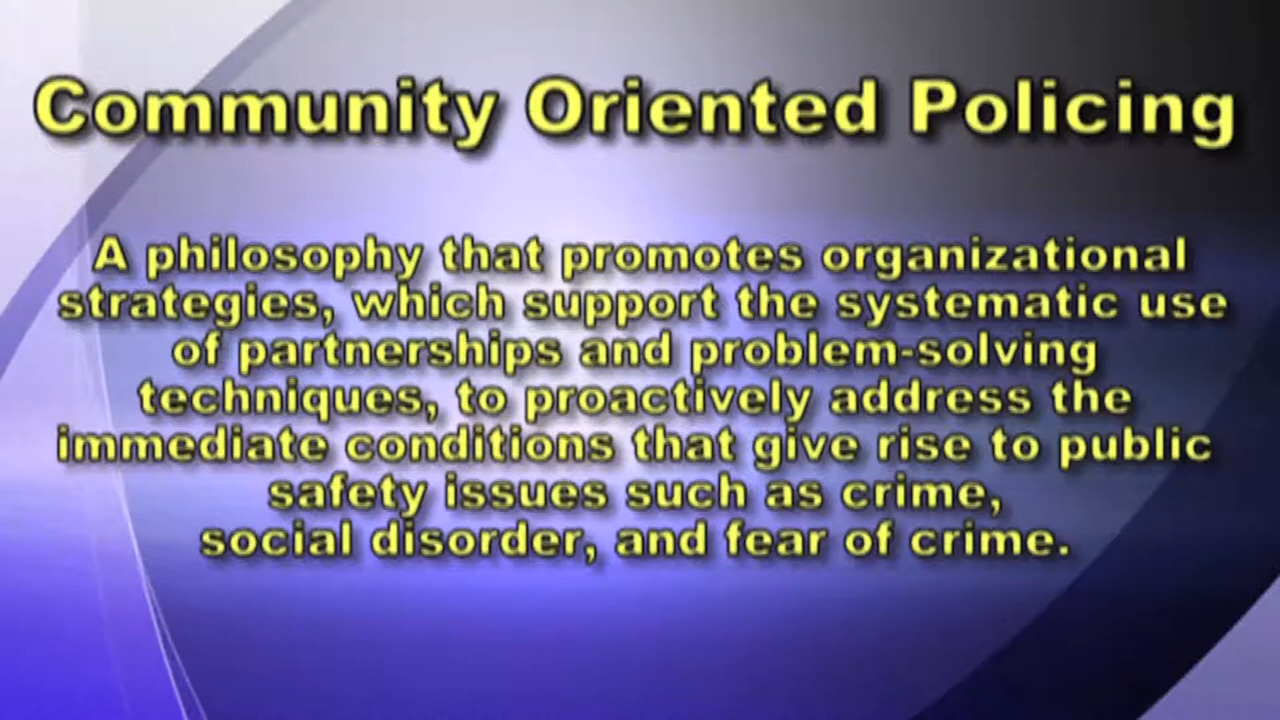 Community Oriented Policing
A philosophy that promotes organizational
strategies, which support the systematic use
of partnerships and problem-solving
techniques, to proactively address the
immediate conditions that give rise to public
safety issues such as crime,
social disorder, and fear of crime.